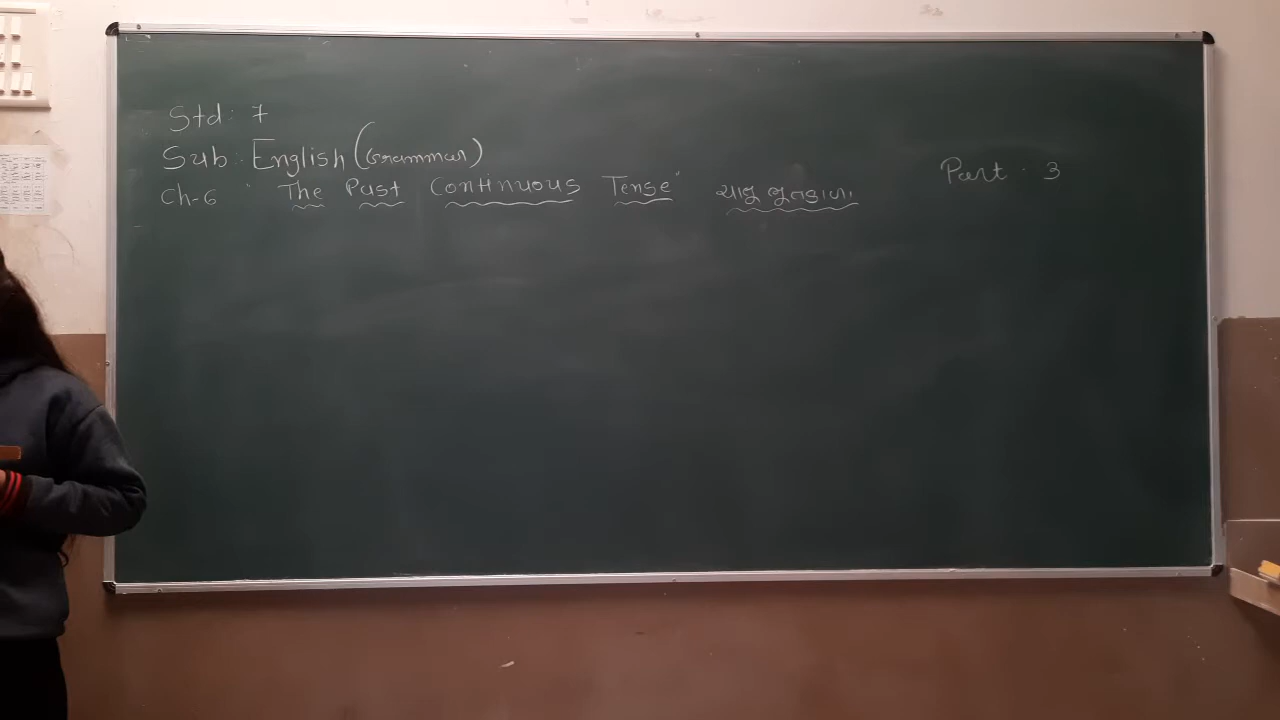 Std: 7
Sub: English (Grammar)
Ch-6 " The Past Continuous Tense" ચાલુ ભુતકાળ. Part - 3